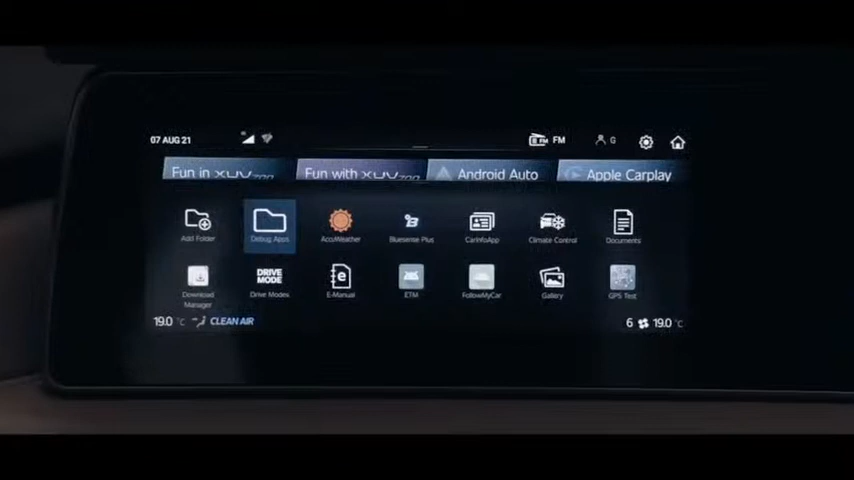 07 AUG 21 FM G
Fun in XUV700 Fun with XUV700 Android Auto Apple Carplay
Add Folder Debug Apps AccuWeather Bluesense Plus CarInfoApp Climate Control Documents
DRIVE MODE e
Download Manager Drive Modes E-Manual ETM FollowMyCar Gallery GPS Test
19.0 °C CLEAN AIR 6 19.0 °C